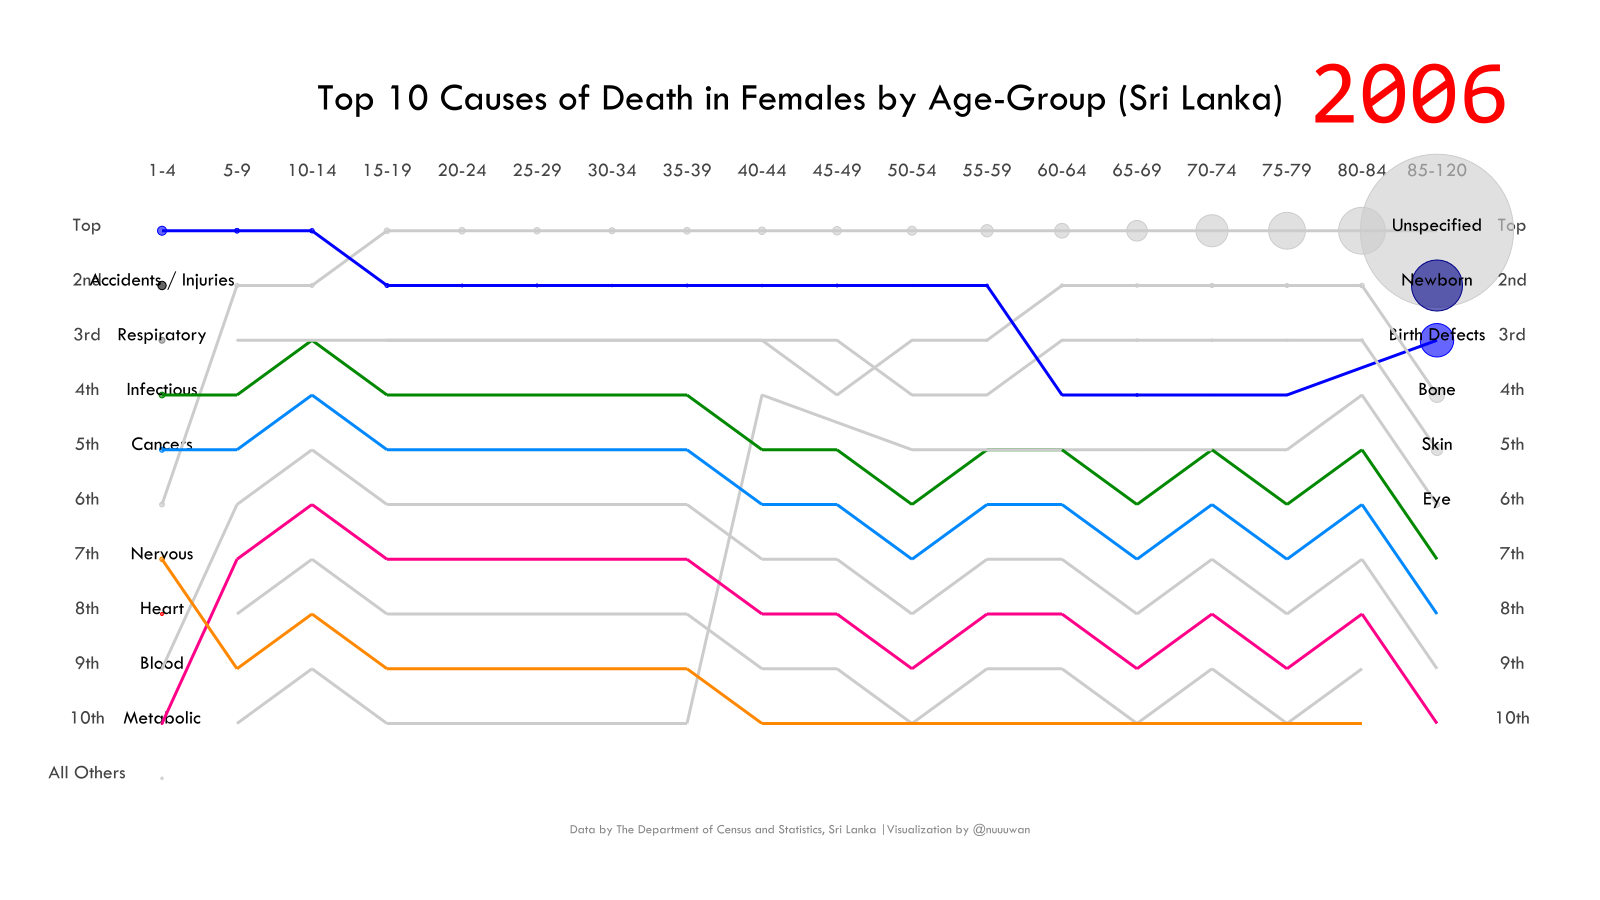 Top 10 Causes of Death in Females by Age-Group (Sri Lanka) 2006
1-4 5-9 10-14 15-19 20-24 25-29 30-34 35-39 40-44 45-49 50-54 55-59 60-64 65-69 70-74 75-79 80-84 85-120
Top Unspecified Top
2nd Accidents / Injuries Newborn 2nd
3rd Respiratory Birth Defects 3rd
4th Infectious Bone 4th
5th Cancers Skin 5th
6th Eye 6th
7th Nervous 7th
8th Heart 8th
9th Blood 9th
10th Metabolic 10th
All Others
Data by The Department of Census and Statistics, Sri Lanka | Visualization by @nuuuwan